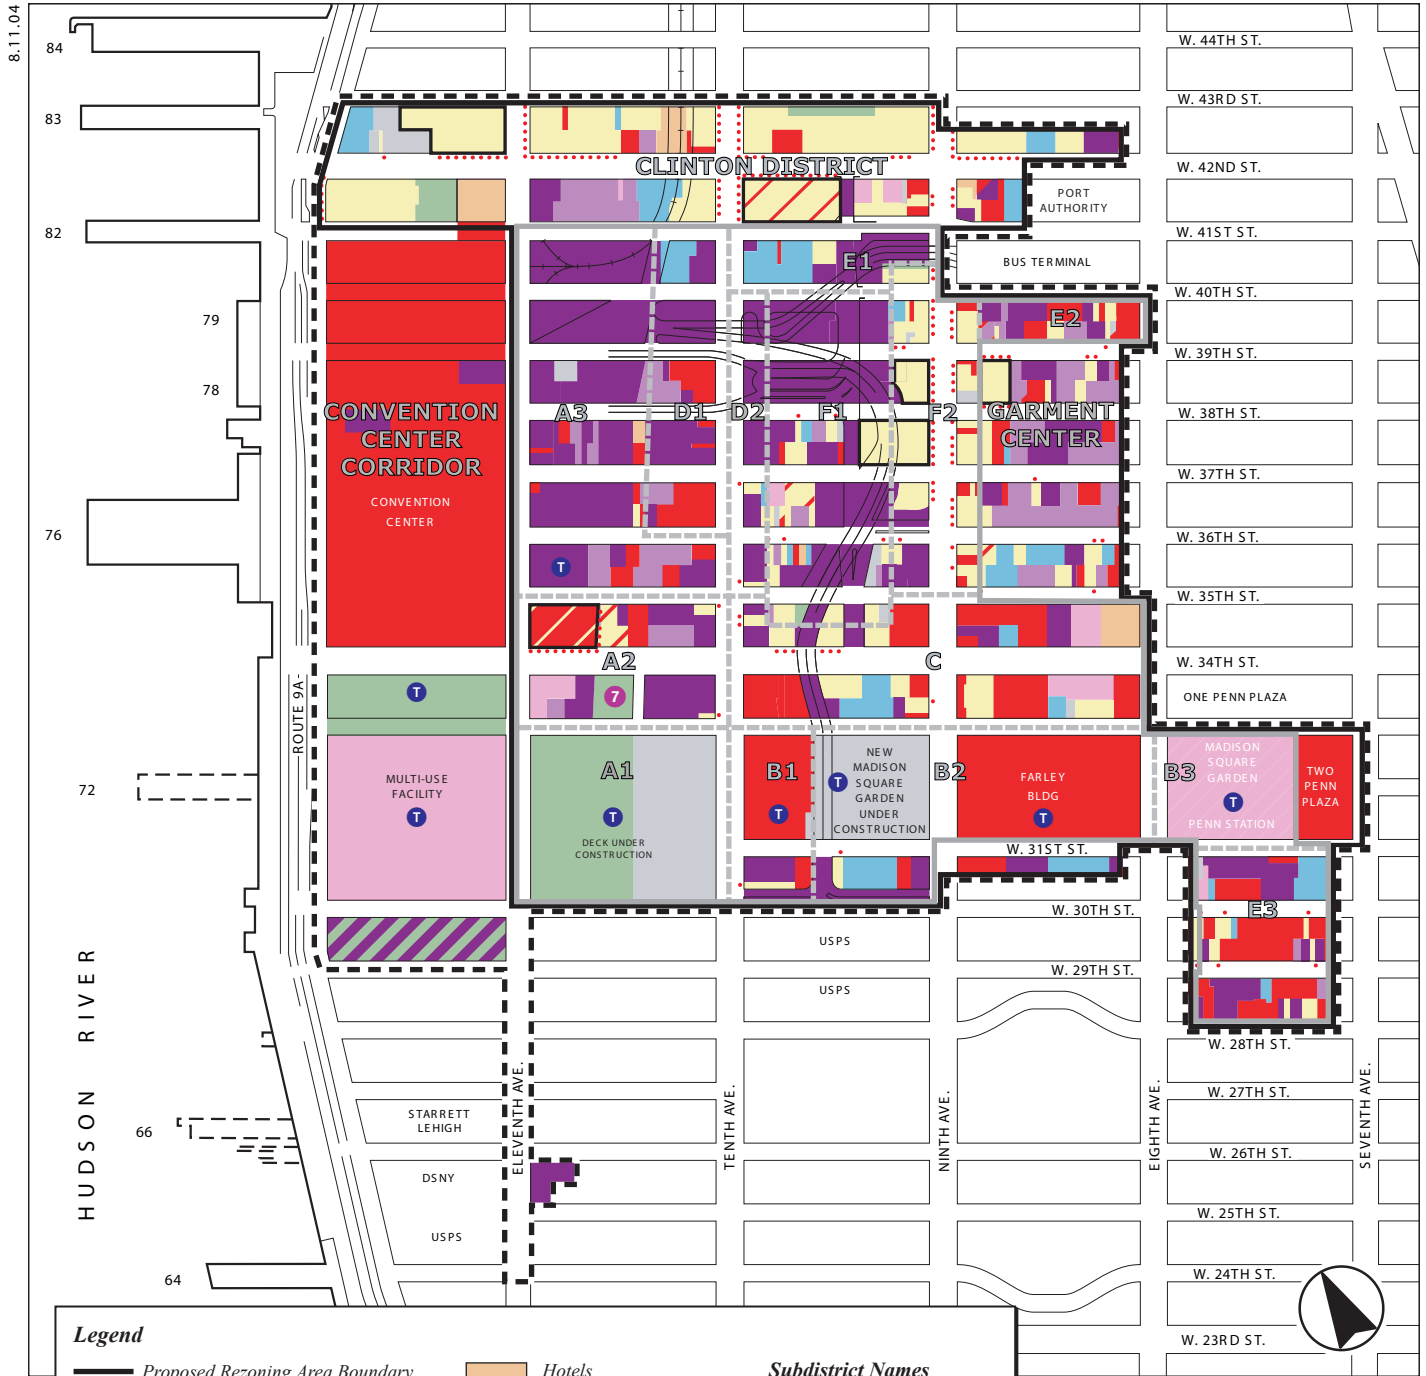 8.11.04
84
W. 44TH ST.
83
W. 43RD ST.
CLINTON DISTRICT
W. 42ND ST.
PORT
AUTHORITY
82
W. 41ST ST.
E1
BUS TERMINAL
W. 40TH ST.
79
E2
W. 39TH ST.
78
CONVENTION
CENTER
CORRIDOR
A3
D1
D2
F1
F2
GARMENT
CENTER
W. 38TH ST.
W. 37TH ST.
CONVENTION
CENTER
76
W. 36TH ST.
T
W. 35TH ST.
A2
C
W. 34TH ST.
T
7
ONE PENN PLAZA
ROUTE 9A
72
MULTI-USE
FACILITY
T
A1
T
DECK UNDER
CONSTRUCTION
B1
T
NEW
MADISON
SQUARE
GARDEN
UNDER
CONSTRUCTION
T
B2
FARLEY
BLDG
T
B3
MADISON
SQUARE
GARDEN
T
PENN STATION
TWO
PENN
PLAZA
W. 31ST ST.
W. 30TH ST.
E3
USPS
W. 29TH ST.
USPS
HUDSON RIVER
W. 28TH ST.
ELEVENTH AVE.
TENTH AVE.
NINTH AVE.
EIGHTH AVE.
SEVENTH AVE.
W. 27TH ST.
66
STARRETT
LEHIGH
W. 26TH ST.
DSNY
W. 25TH ST.
USPS
64
W. 24TH ST.
W. 23RD ST.
Legend
Proposed Rezoning Area Boundary
Hotels
Subdistrict Names